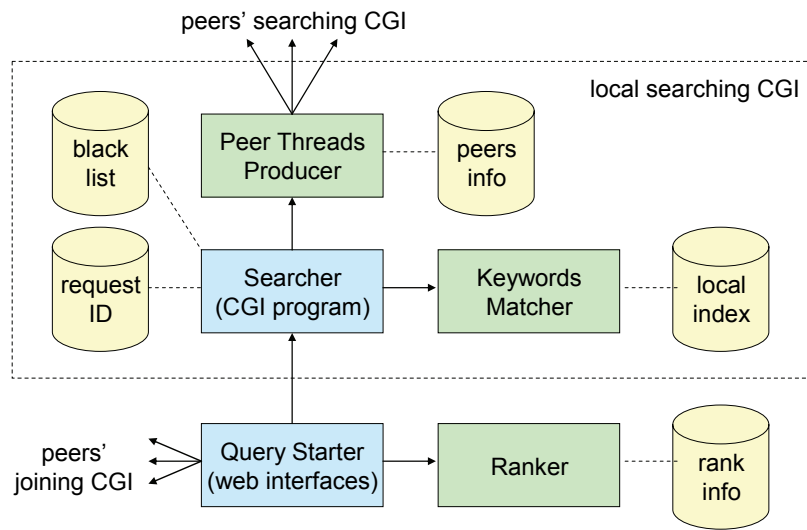 peers' searching CGI
local searching CGI
black
list
Peer Threads
Producer
peers
info
request
ID
Searcher
(CGI program)
Keywords
Matcher
local
index
peers'
joining CGI
Query Starter
(web interfaces)
Ranker
rank
info